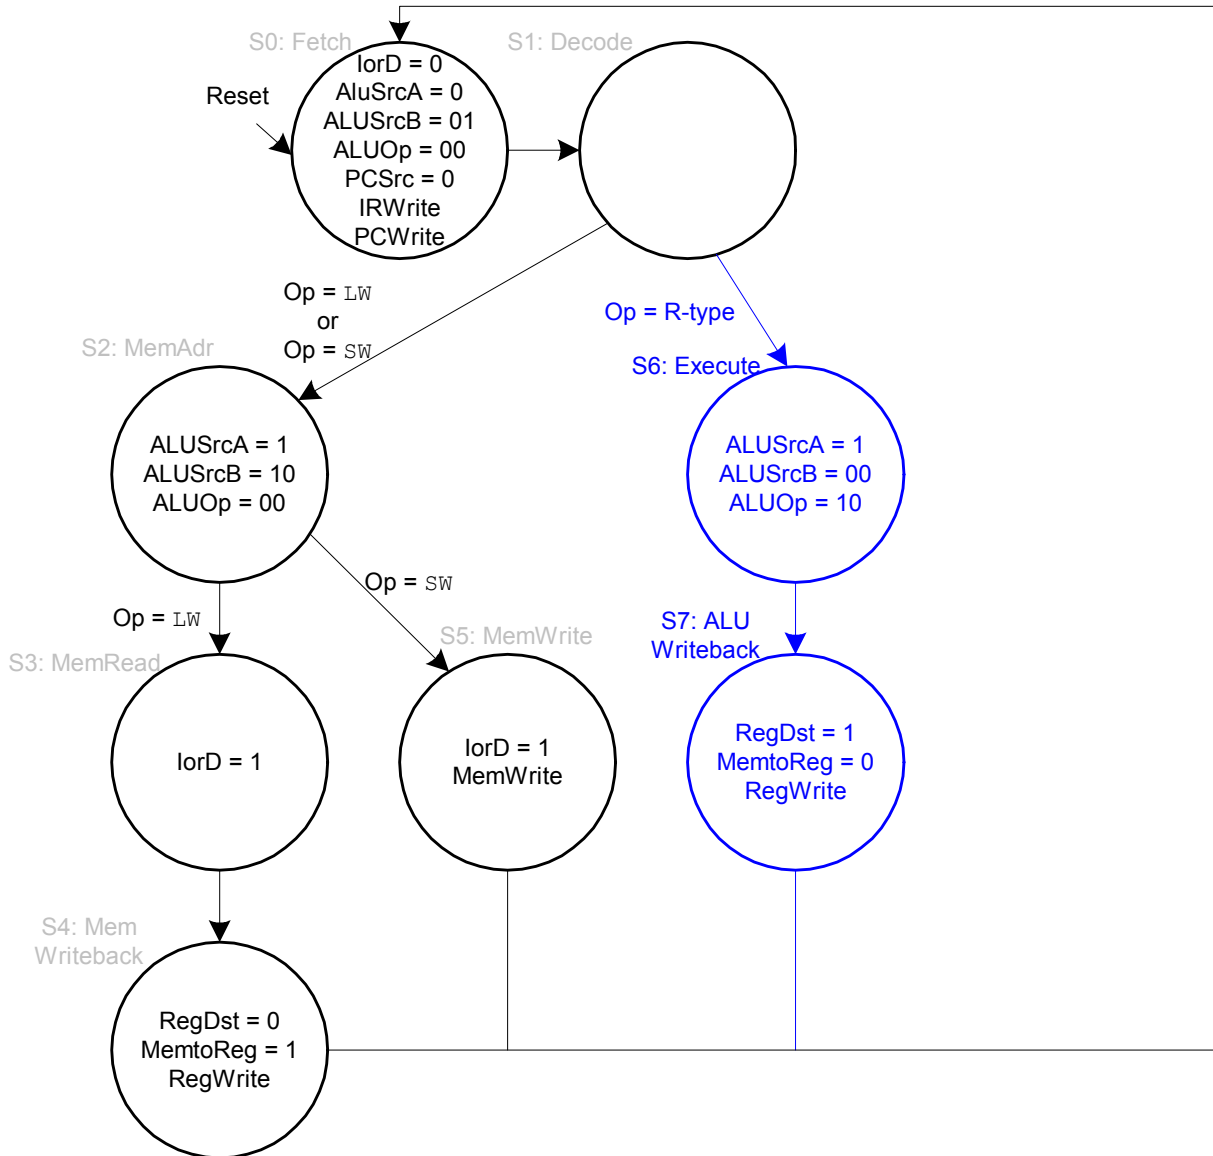 S0: Fetch
S1: Decode
Reset
IorD = 0
AluSrcA = 0
ALUSrcB = 01
ALUOp = 00
PCSrc = 0
IRWrite
PCWrite
Op = LW
or
Op = SW
Op = R-type
S2: MemAdr
S6: Execute
ALUSrcA = 1
ALUSrcB = 10
ALUOp = 00
ALUSrcA = 1
ALUSrcB = 00
ALUOp = 10
Op = LW
Op = SW
S3: MemRead
S5: MemWrite
S7: ALU
Writeback
IorD = 1
IorD = 1
MemWrite
RegDst = 1
MemtoReg = 0
RegWrite
S4: Mem
Writeback
RegDst = 0
MemtoReg = 1
RegWrite